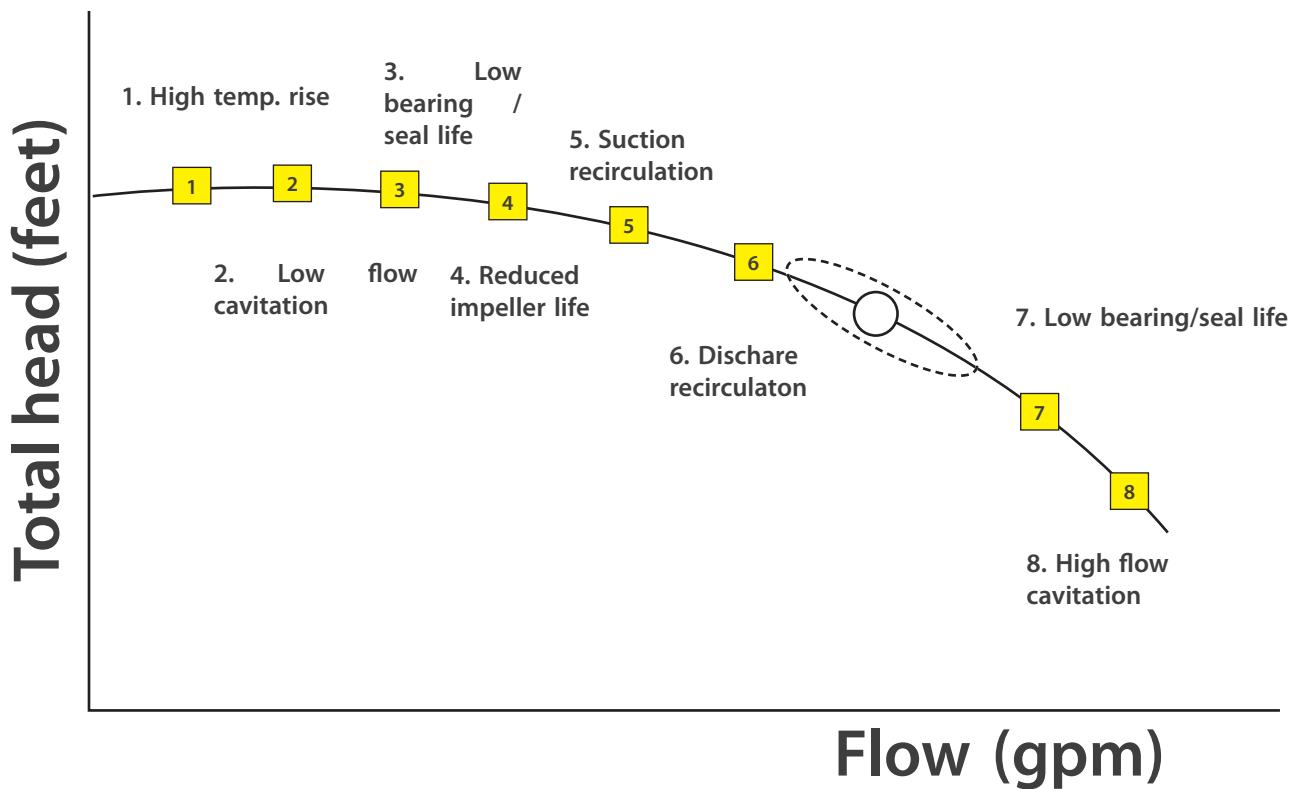 Total head (feet)
1. High temp. rise
3. Low
bearing /
seal life
5. Suction
recirculation
1
2
3
4
5
6
7
8
2. Low flow
cavitation
4. Reduced
impeller life
6. Dischare
recirculaton
7. Low bearing/seal life
8. High flow
cavitation
Flow (gpm)